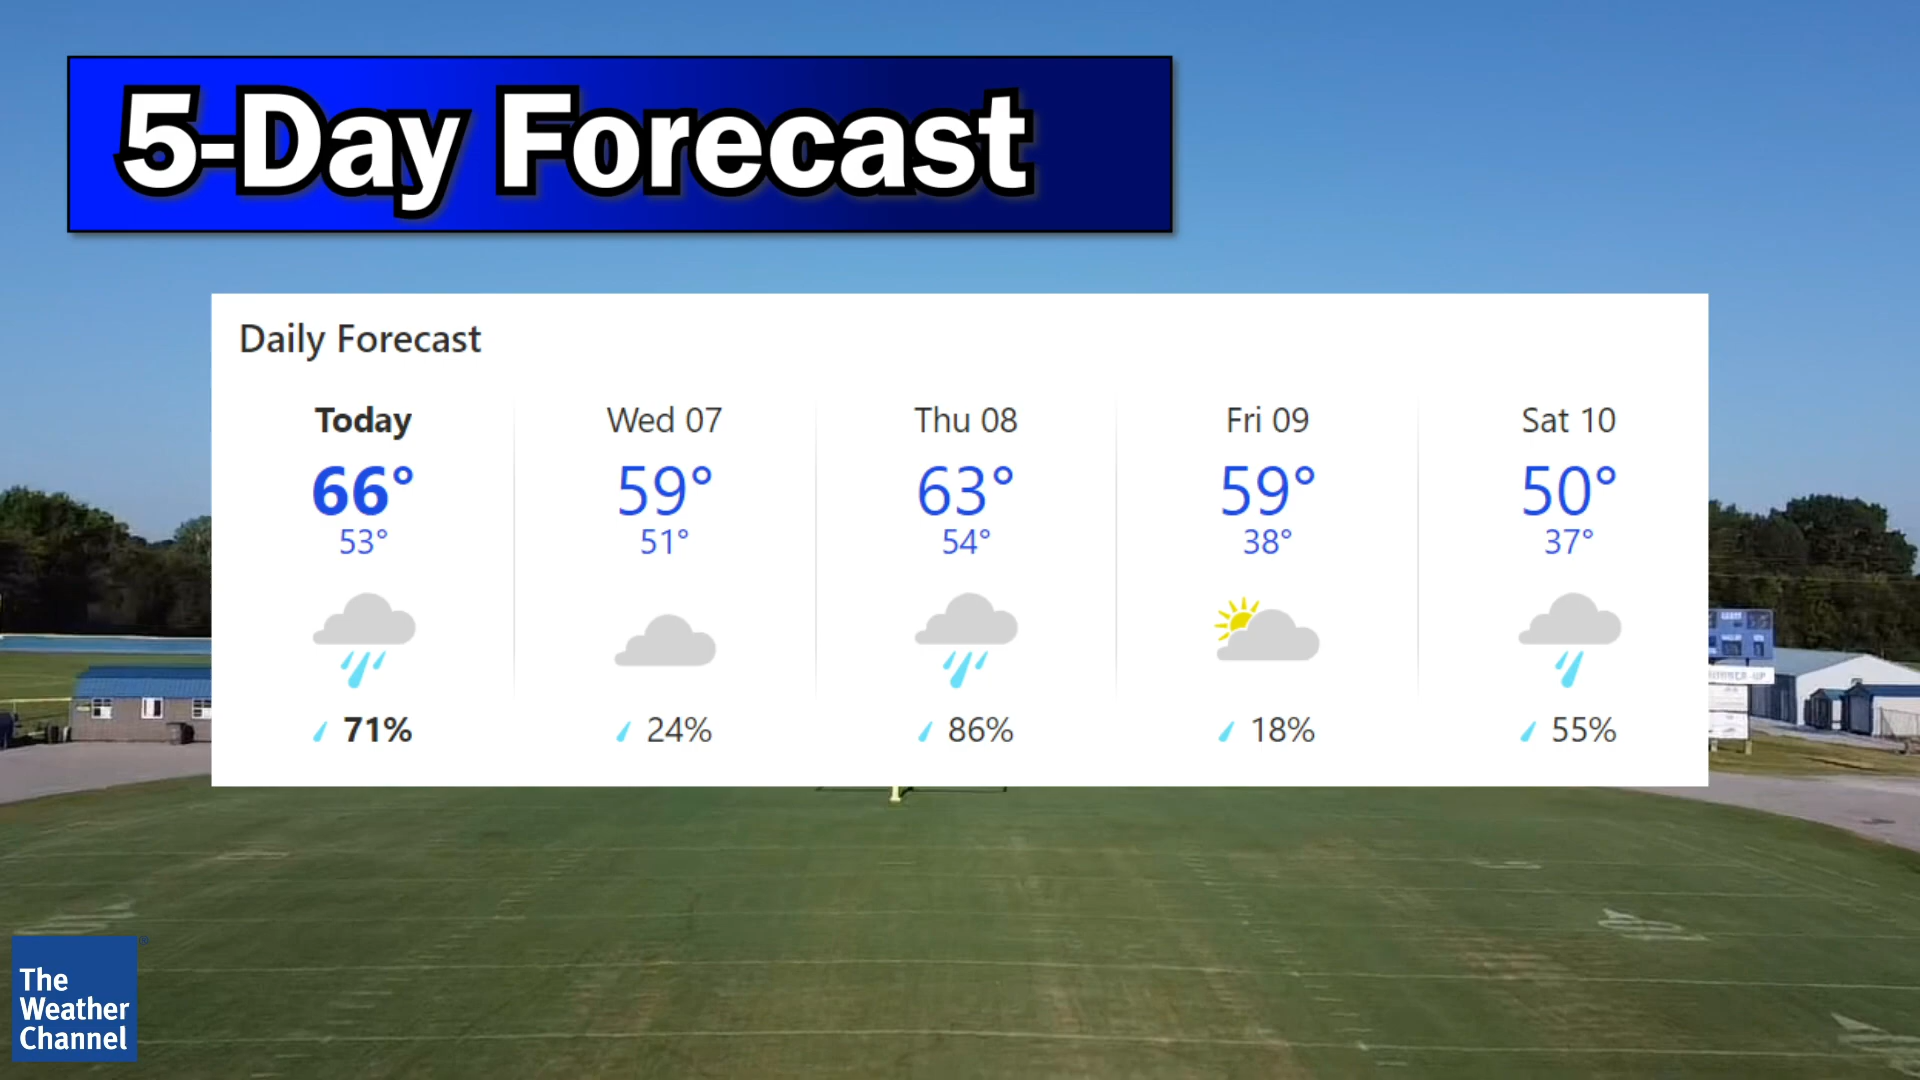 5-Day Forecast
Daily Forecast
Today
66°
53°
71%
Wed 07
59°
51°
24%
Thu 08
63°
54°
86%
Fri 09
59°
38°
18%
Sat 10
50°
37°
55%
The
Weather
Channel
®